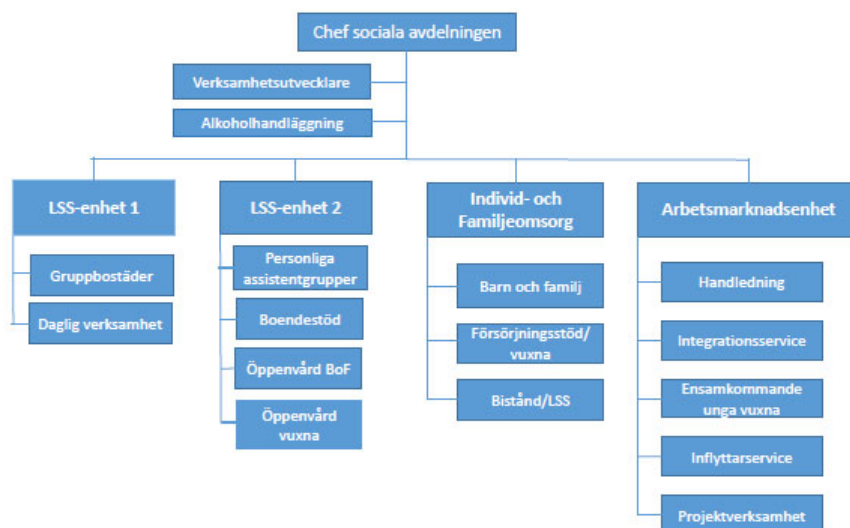 Chef sociala avdelningen
Verksamhetsutvecklare
Alkoholhandläggning
LSS-enhet 1
Gruppbostäder
Daglig verksamhet
LSS-enhet 2
Personliga
assistentgrupper
Boendestöd
Öppenvård BoF
Öppenvård
vuxna
Individ- och
Familjeomsorg
Barn och familj
Försörjningsstöd/
vuxna
Bistånd/LSS
Arbetsmarknadsenhet
Handledning
Integrationsservice
Ensamkommande
unga vuxna
Inflyttarservice
Projektverksamhet